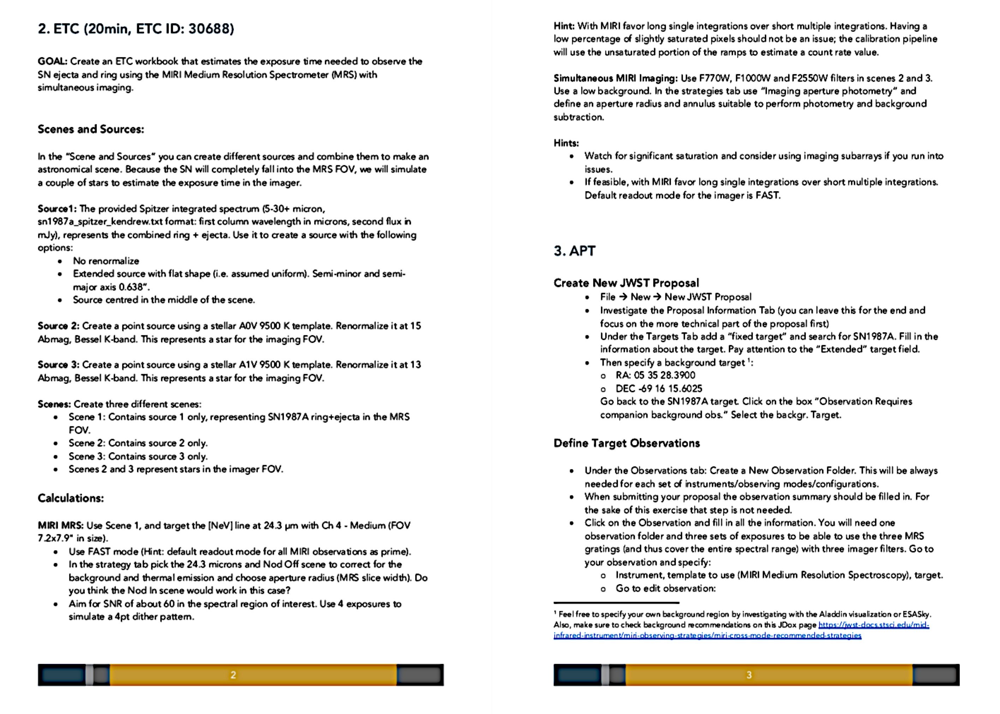 2. ETC (20min, ETC ID: 30688)
GOAL: Create an ETC workbook that estimates the exposure time needed to observe the
SN ejecta and ring using the MIRI Medium Resolution Spectrometer (MRS) with
simultaneous imaging.
Scenes and Sources:
In the "Scene and Sources" you can create different sources and combine them to make an
astronomical scene. Because the SN will completely fall into the MRS FOV, we will simulate
a couple of stars to estimate the exposure time in the imager.
Source1: The provided Spitzer integrated spectrum (5-30+ micron,
sn1987a_spitzer_kendrew.txt format: first column wavelength in microns, second flux in
mJy), represents the combined ring + ejecta. Use it to create a source with the following
options:
• No renormalize
• Extended source with flat shape (i.e. assumed uniform). Semi-minor and semi-
major axis 0.638".
• Source centred in the middle of the scene.
Source 2: Create a point source using a stellar A0V 9500 K template. Renormalize it at 15
Abmag, Bessel K-band. This represents a star for the imaging FOV.
Source 3: Create a point source using a stellar A1V 9500 K template. Renormalize it at 13
Abmag, Bessel K-band. This represents a star for the imaging FOV.
Scenes: Create three different scenes:
• Scene 1: Contains source 1 only, representing SN1987A ring+ejecta in the MRS
FOV.
• Scene 2: Contains source 2 only.
• Scene 3: Contains source 3 only.
• Scenes 2 and 3 represent stars in the imager FOV.
Calculations:
MIRI MRS: Use Scene 1, and target the [NeV] line at 24.3 µm with Ch 4 - Medium (FOV
7.2x7.9" in size).
• Use FAST mode (Hint: default readout mode for all MIRI observations as prime).
• In the strategy tab pick the 24.3 microns and Nod Off scene to correct for the
background and thermal emission and choose aperture radius (MRS slice width). Do
you think the Nod In scene would work in this case?
• Aim for SNR of about 60 in the spectral region of interest. Use 4 exposures to
simulate a 4pt dither pattern.
2
Hint: With MIRI favor long single integrations over short multiple integrations. Having a
low percentage of slightly saturated pixels should not be an issue; the calibration pipeline
will use the unsaturated portion of the ramps to estimate a count rate value.
Simultaneous MIRI Imaging: Use F770W, F1000W and F2550W filters in scenes 2 and 3.
Use a low background. In the strategies tab use "Imaging aperture photometry" and
define an aperture radius and annulus suitable to perform photometry and background
subtraction.
Hints:
• Watch for significant saturation and consider using imaging subarrays if you run into
issues.
• If feasible, with MIRI favor long single integrations over short multiple integrations.
Default readout mode for the imager is FAST.
3. APT
Create New JWST Proposal
• File → New → New JWST Proposal
• Investigate the Proposal Information Tab (you can leave this for the end and
focus on the more technical part of the proposal first)
• Under the Targets Tab add a "fixed target" and search for SN1987A. Fill in the
information about the target. Pay attention to the "Extended" target field.
• Then specify a background target ¹:
o RA: 05 35 28.3900
o DEC -69 16 15.6025
Go back to the SN1987A target. Click on the box "Observation Requires
companion background obs." Select the backgr. Target.
Define Target Observations
• Under the Observations tab: Create a New Observation Folder. This will be always
needed for each set of instruments/observing modes/configurations.
• When submitting your proposal the observation summary should be filled in. For
the sake of this exercise that step is not needed.
• Click on the Observation and fill in all the information. You will need one
observation folder and three sets of exposures to be able to use the three MRS
gratings (and thus cover the entire spectral range) with three imager filters. Go to
your observation and specify:
o Instrument, template to use (MIRI Medium Resolution Spectroscopy), target.
o Go to edit observation:
¹ Feel free to specify your own background region by investigating with the Aladdin visualization or ESASky.
Also, make sure to check background recommendations on this JDox page https://jwst-docs.stsci.edu/mid-
infrared-instrument/miri-observing-strategies/miri-cross-mode-recommended-strategies
3